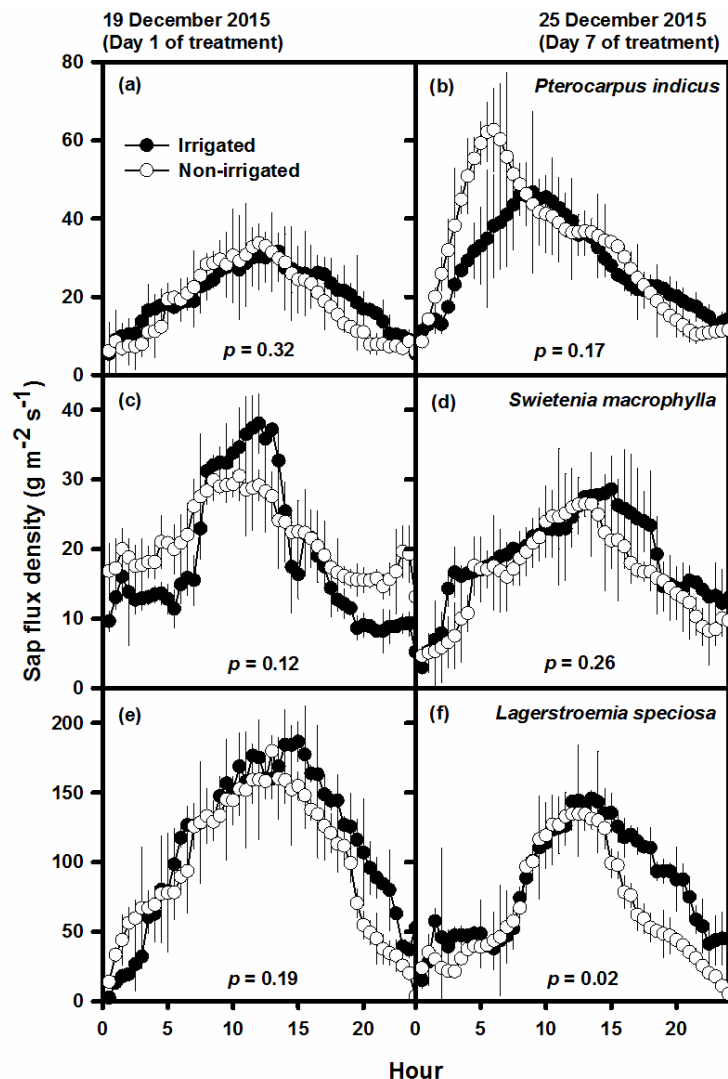 19 December 2015
(Day 1 of treatment)
25 December 2015
(Day 7 of treatment)
80
60
40
20
0
(a)
Irrigated
Non-irrigated
p = 0.32
(b)
Pterocarpus indicus
p = 0.17
40
30
20
10
0
(c)
p = 0.12
(d)
Swietenia macrophylla
p = 0.26
200
150
100
50
0
(e)
p = 0.19
(f)
Lagerstroemia speciosa
p = 0.02
Sap flux density (g m⁻² s⁻¹)
0 5 10 15 20 0 5 10 15 20
Hour